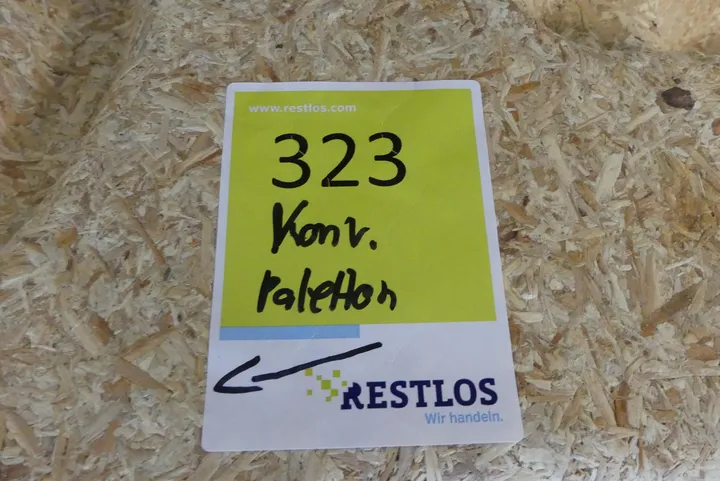 www.restlos.com
323
Konv.
Paletten
RESTLOS
Wir handeln.